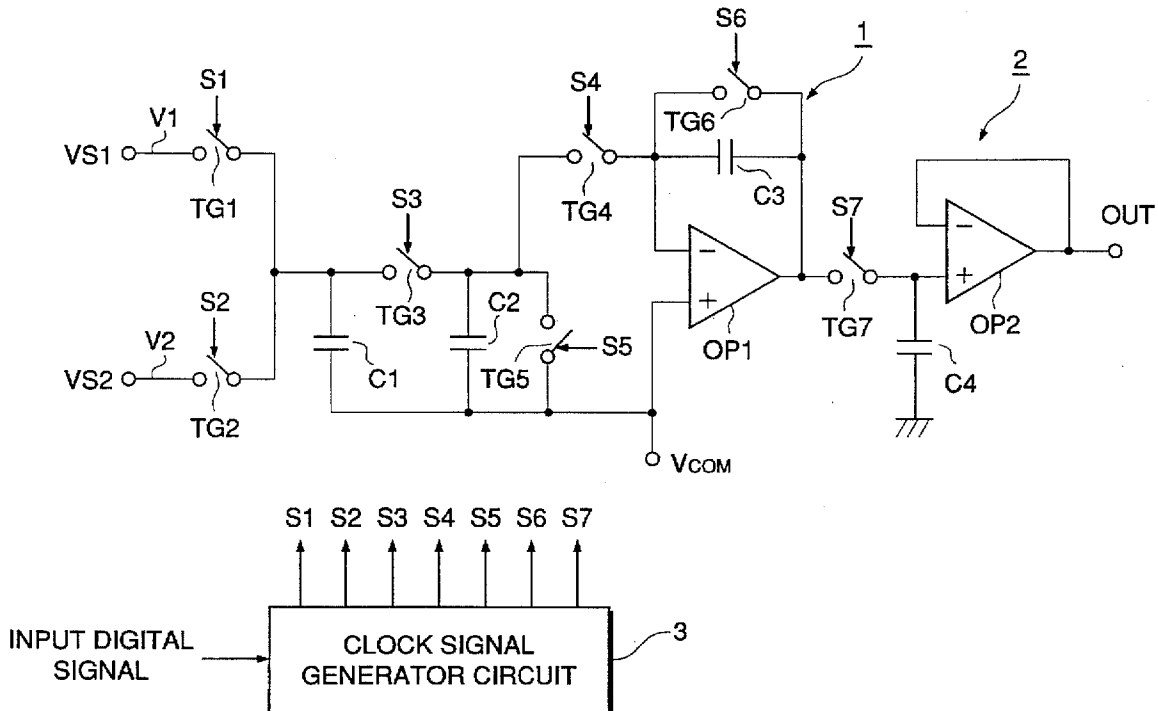 S6
1
2
S1
S4
V1
VS1
TG6
TG1
TG4
C3
S3
S7
OUT
−
+
−
+
S2
TG3
C2
OP1
TG7
OP2
V2
VS2
C1
TG5
S5
C4
TG2
VCOM
S1 S2 S3 S4 S5 S6 S7
INPUT DIGITAL
SIGNAL
CLOCK SIGNAL
GENERATOR CIRCUIT
3